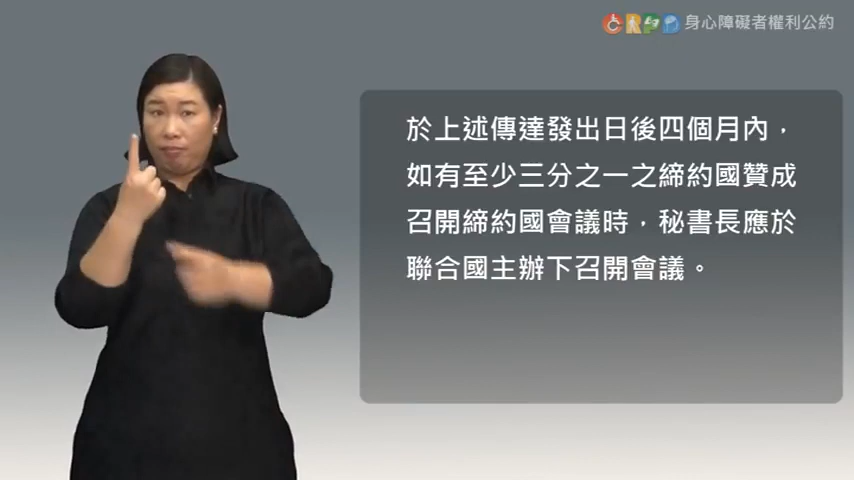 CRPD 身心障礙者權利公約
於上述傳達發出日後四個月內，
如有至少三分之一之締約國贊成
召開締約國會議時，秘書長應於
聯合國主辦下召開會議。